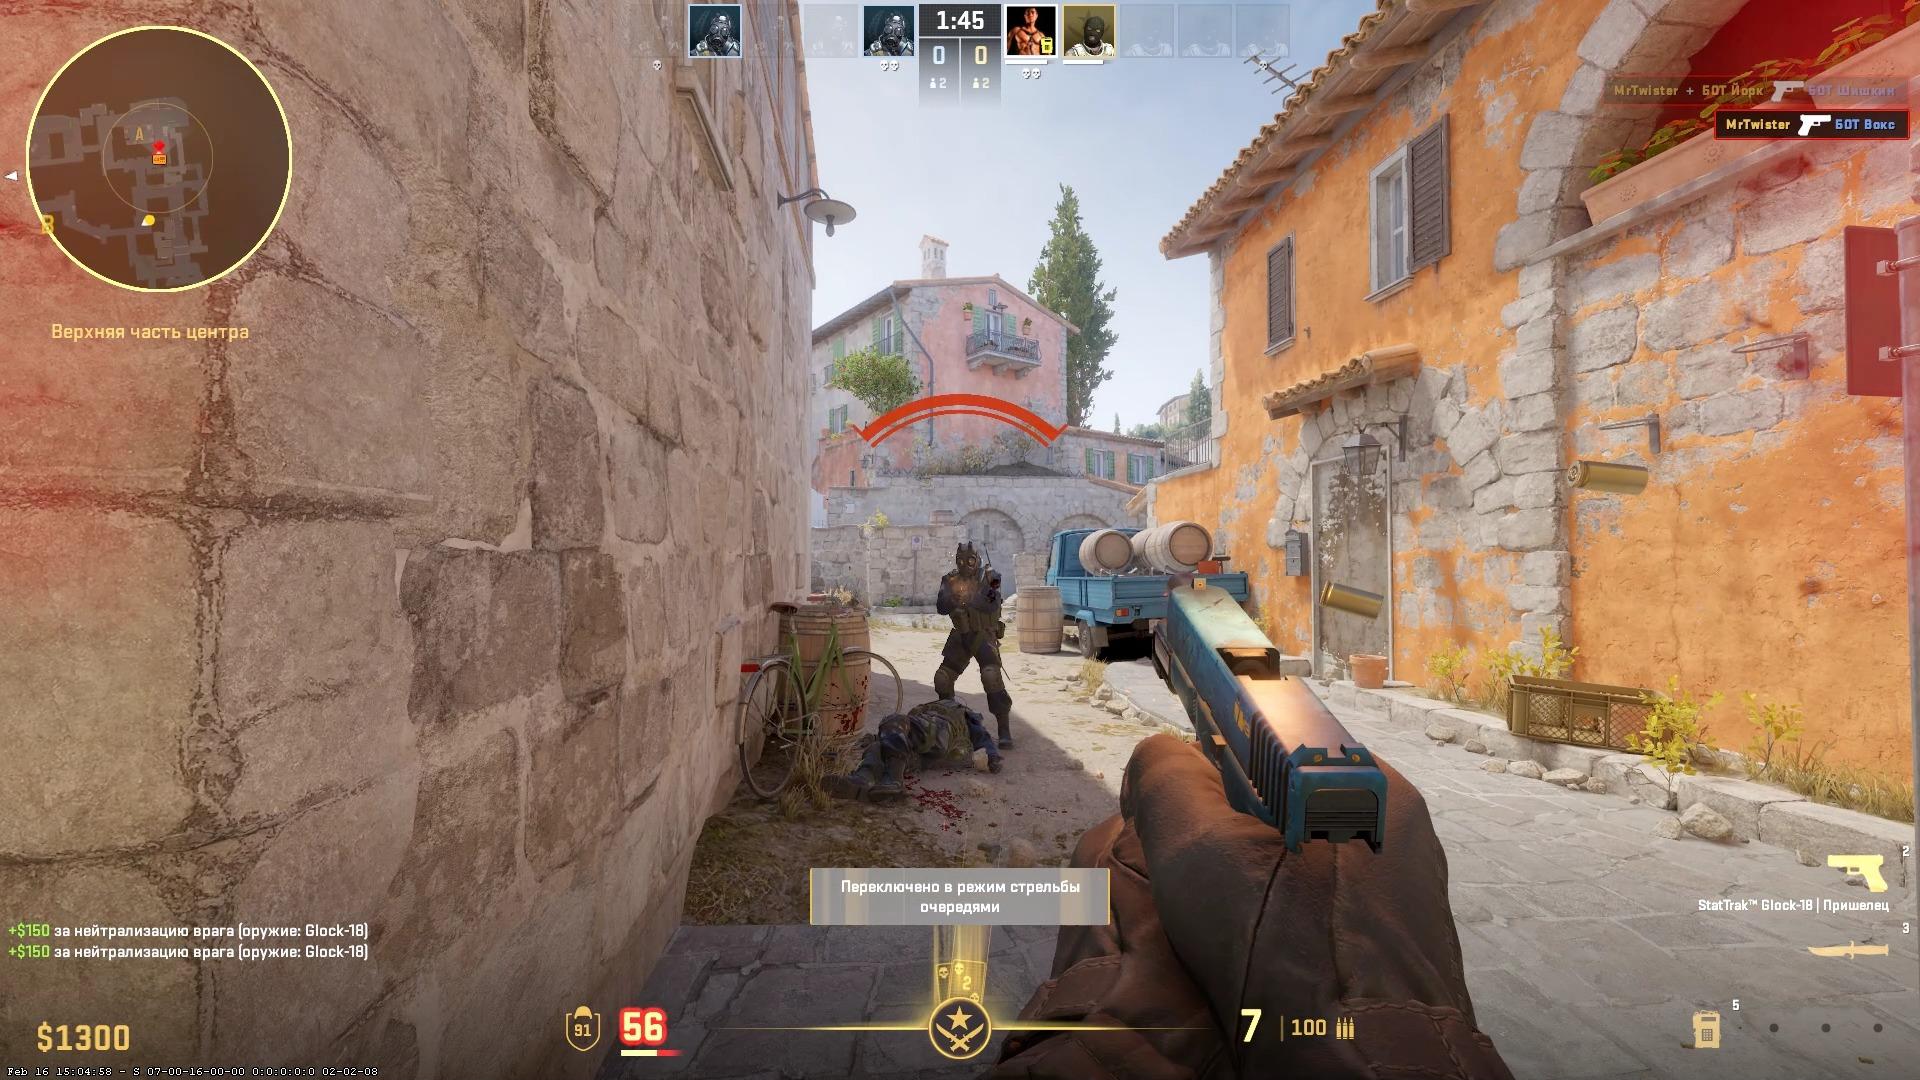 1:45
0 0
2 2
MrTwister + БОТ Йорк БОТ Шишкин
MrTwister БОТ Вокс
A
B
Верхняя часть центра
Переключено в режим стрельбы
очередями
2
StatTrak™ Glock-18 | Пришелец
3
+$150 за нейтрализацию врага (оружие: Glock-18)
+$150 за нейтрализацию врага (оружие: Glock-18)
2
5
$1300
91
56
7 | 100
Feb 16 15:04:58 - S 07-00-16-00-00 0:0:0:0:0 02-02-08